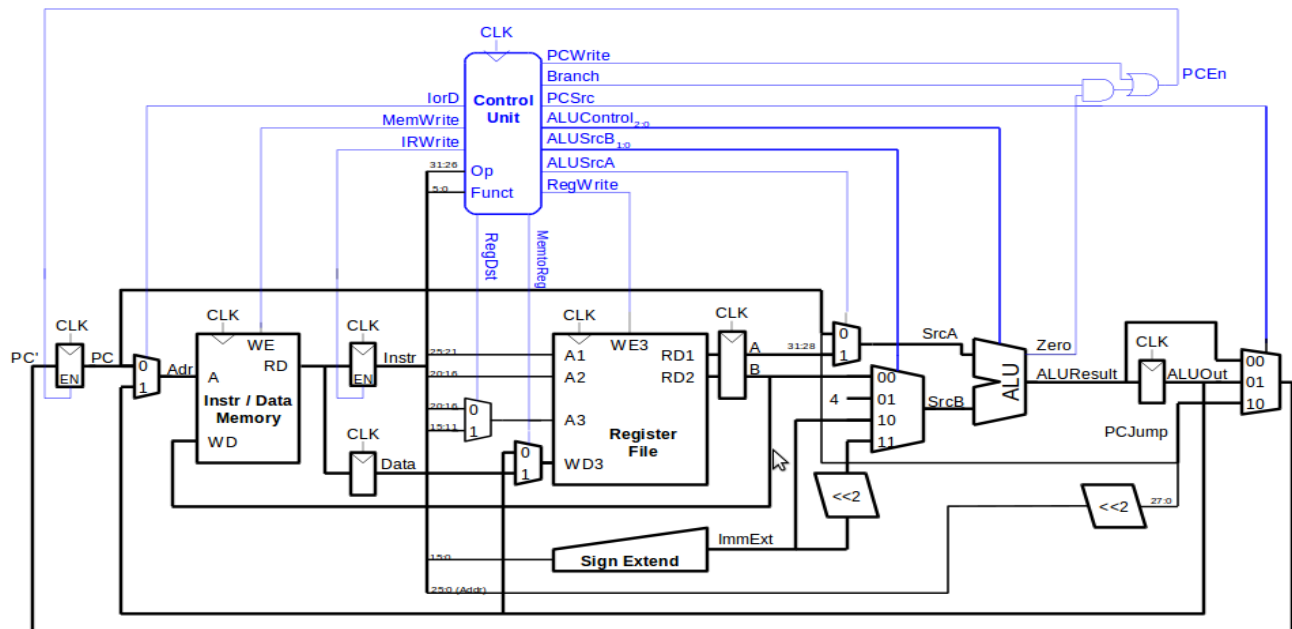 CLK
PCWrite
Branch
PCEn
IorD
Control
Unit
PCSrc
MemWrite
ALUControl2:0
IRWrite
ALUSrcB1:0
31:26
Op
ALUSrcA
5:0
Funct
RegWrite
RegDst
MemtoReg
CLK
CLK
CLK
CLK
CLK
CLK
PC'
EN
PC
0
1
Adr
WE
A
RD
Instr / Data
Memory
WD
EN
Instr
25:21
20:16
A1
A2
WE3
RD1
RD2
A
B
31:28
0
1
SrcA
Zero
ALU
ALUResult
ALUOut
00
01
10
20:16
15:11
0
1
A3
Register
File
4
00
01
10
11
SrcB
PCJump
CLK
Data
0
1
WD3
<<2
<<2
27:0
15:0
Sign Extend
ImmExt
25:0 (Addr)